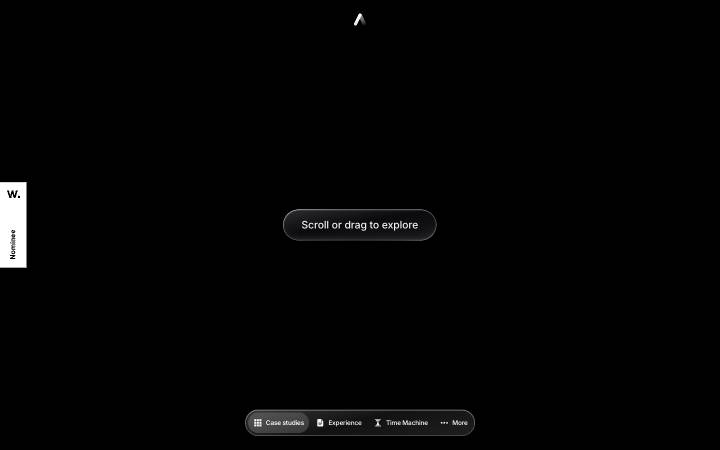 W.
Nominee
Scroll or drag to explore
Case studies
Experience
Time Machine
More